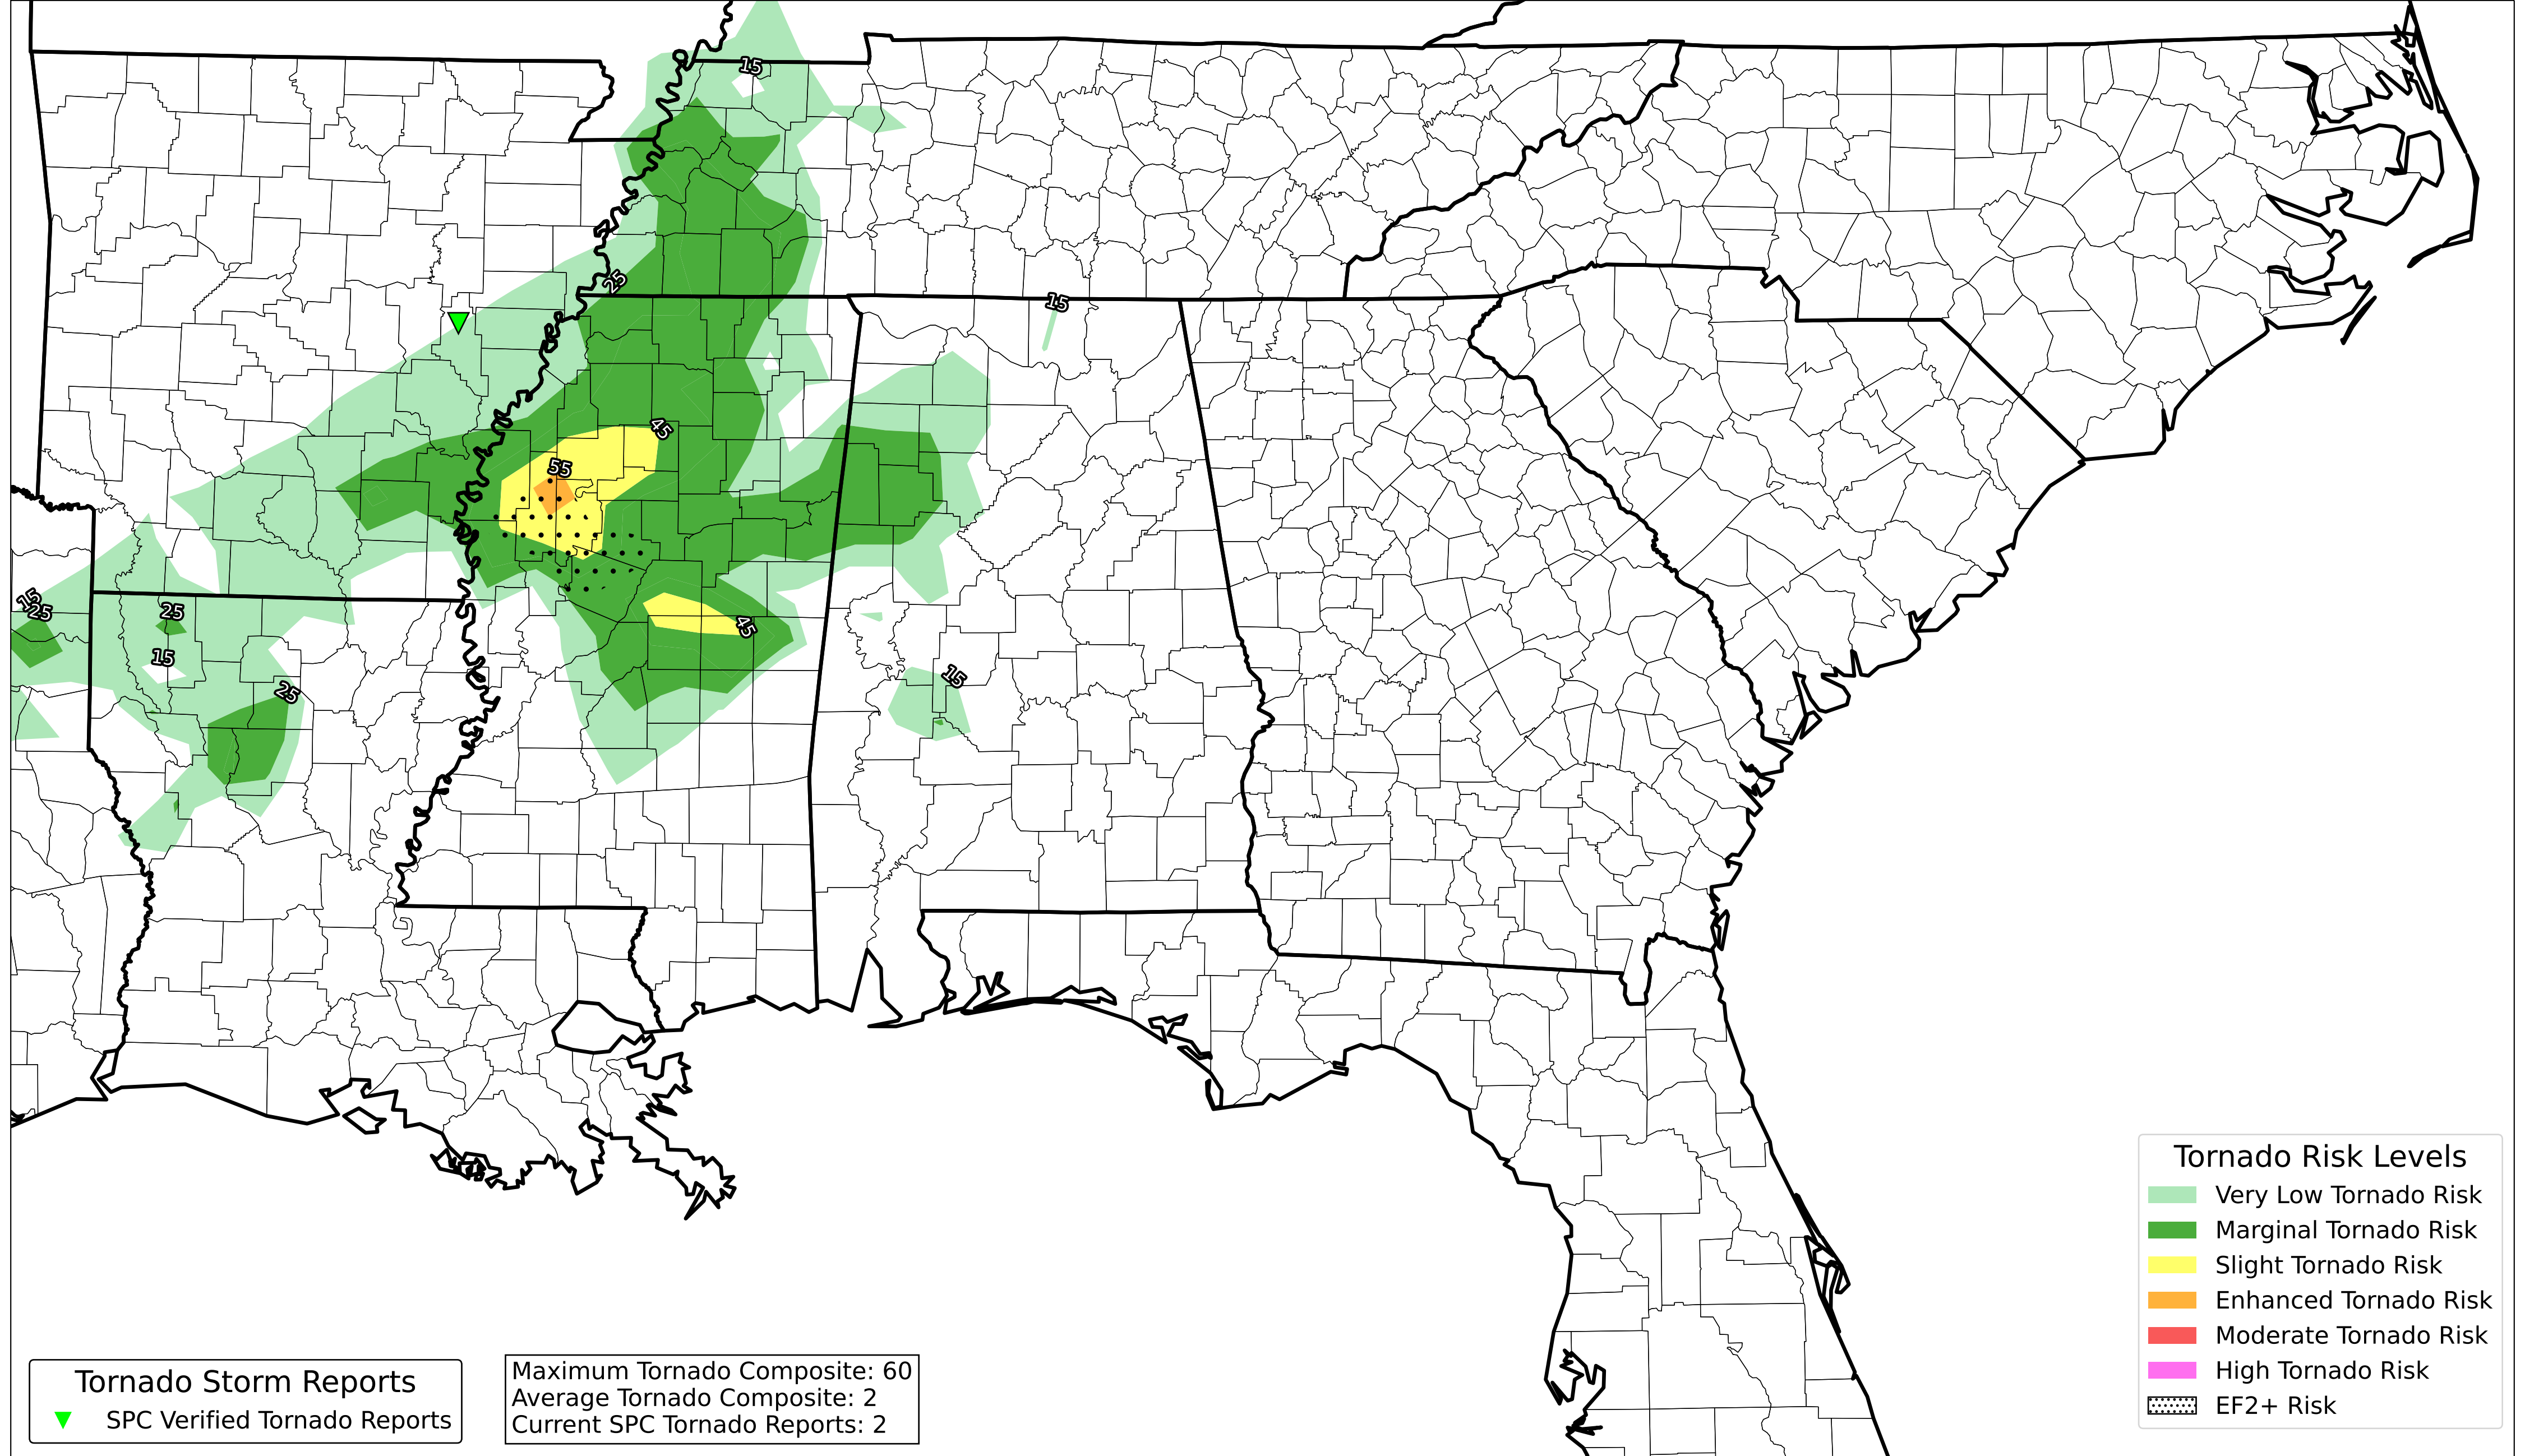 15
25
15
45
55
15
25
25
15
45
25
15
Tornado Risk Levels
Very Low Tornado Risk
Marginal Tornado Risk
Slight Tornado Risk
Enhanced Tornado Risk
Moderate Tornado Risk
High Tornado Risk
EF2+ Risk
Tornado Storm Reports
SPC Verified Tornado Reports
Maximum Tornado Composite: 60
Average Tornado Composite: 2
Current SPC Tornado Reports: 2